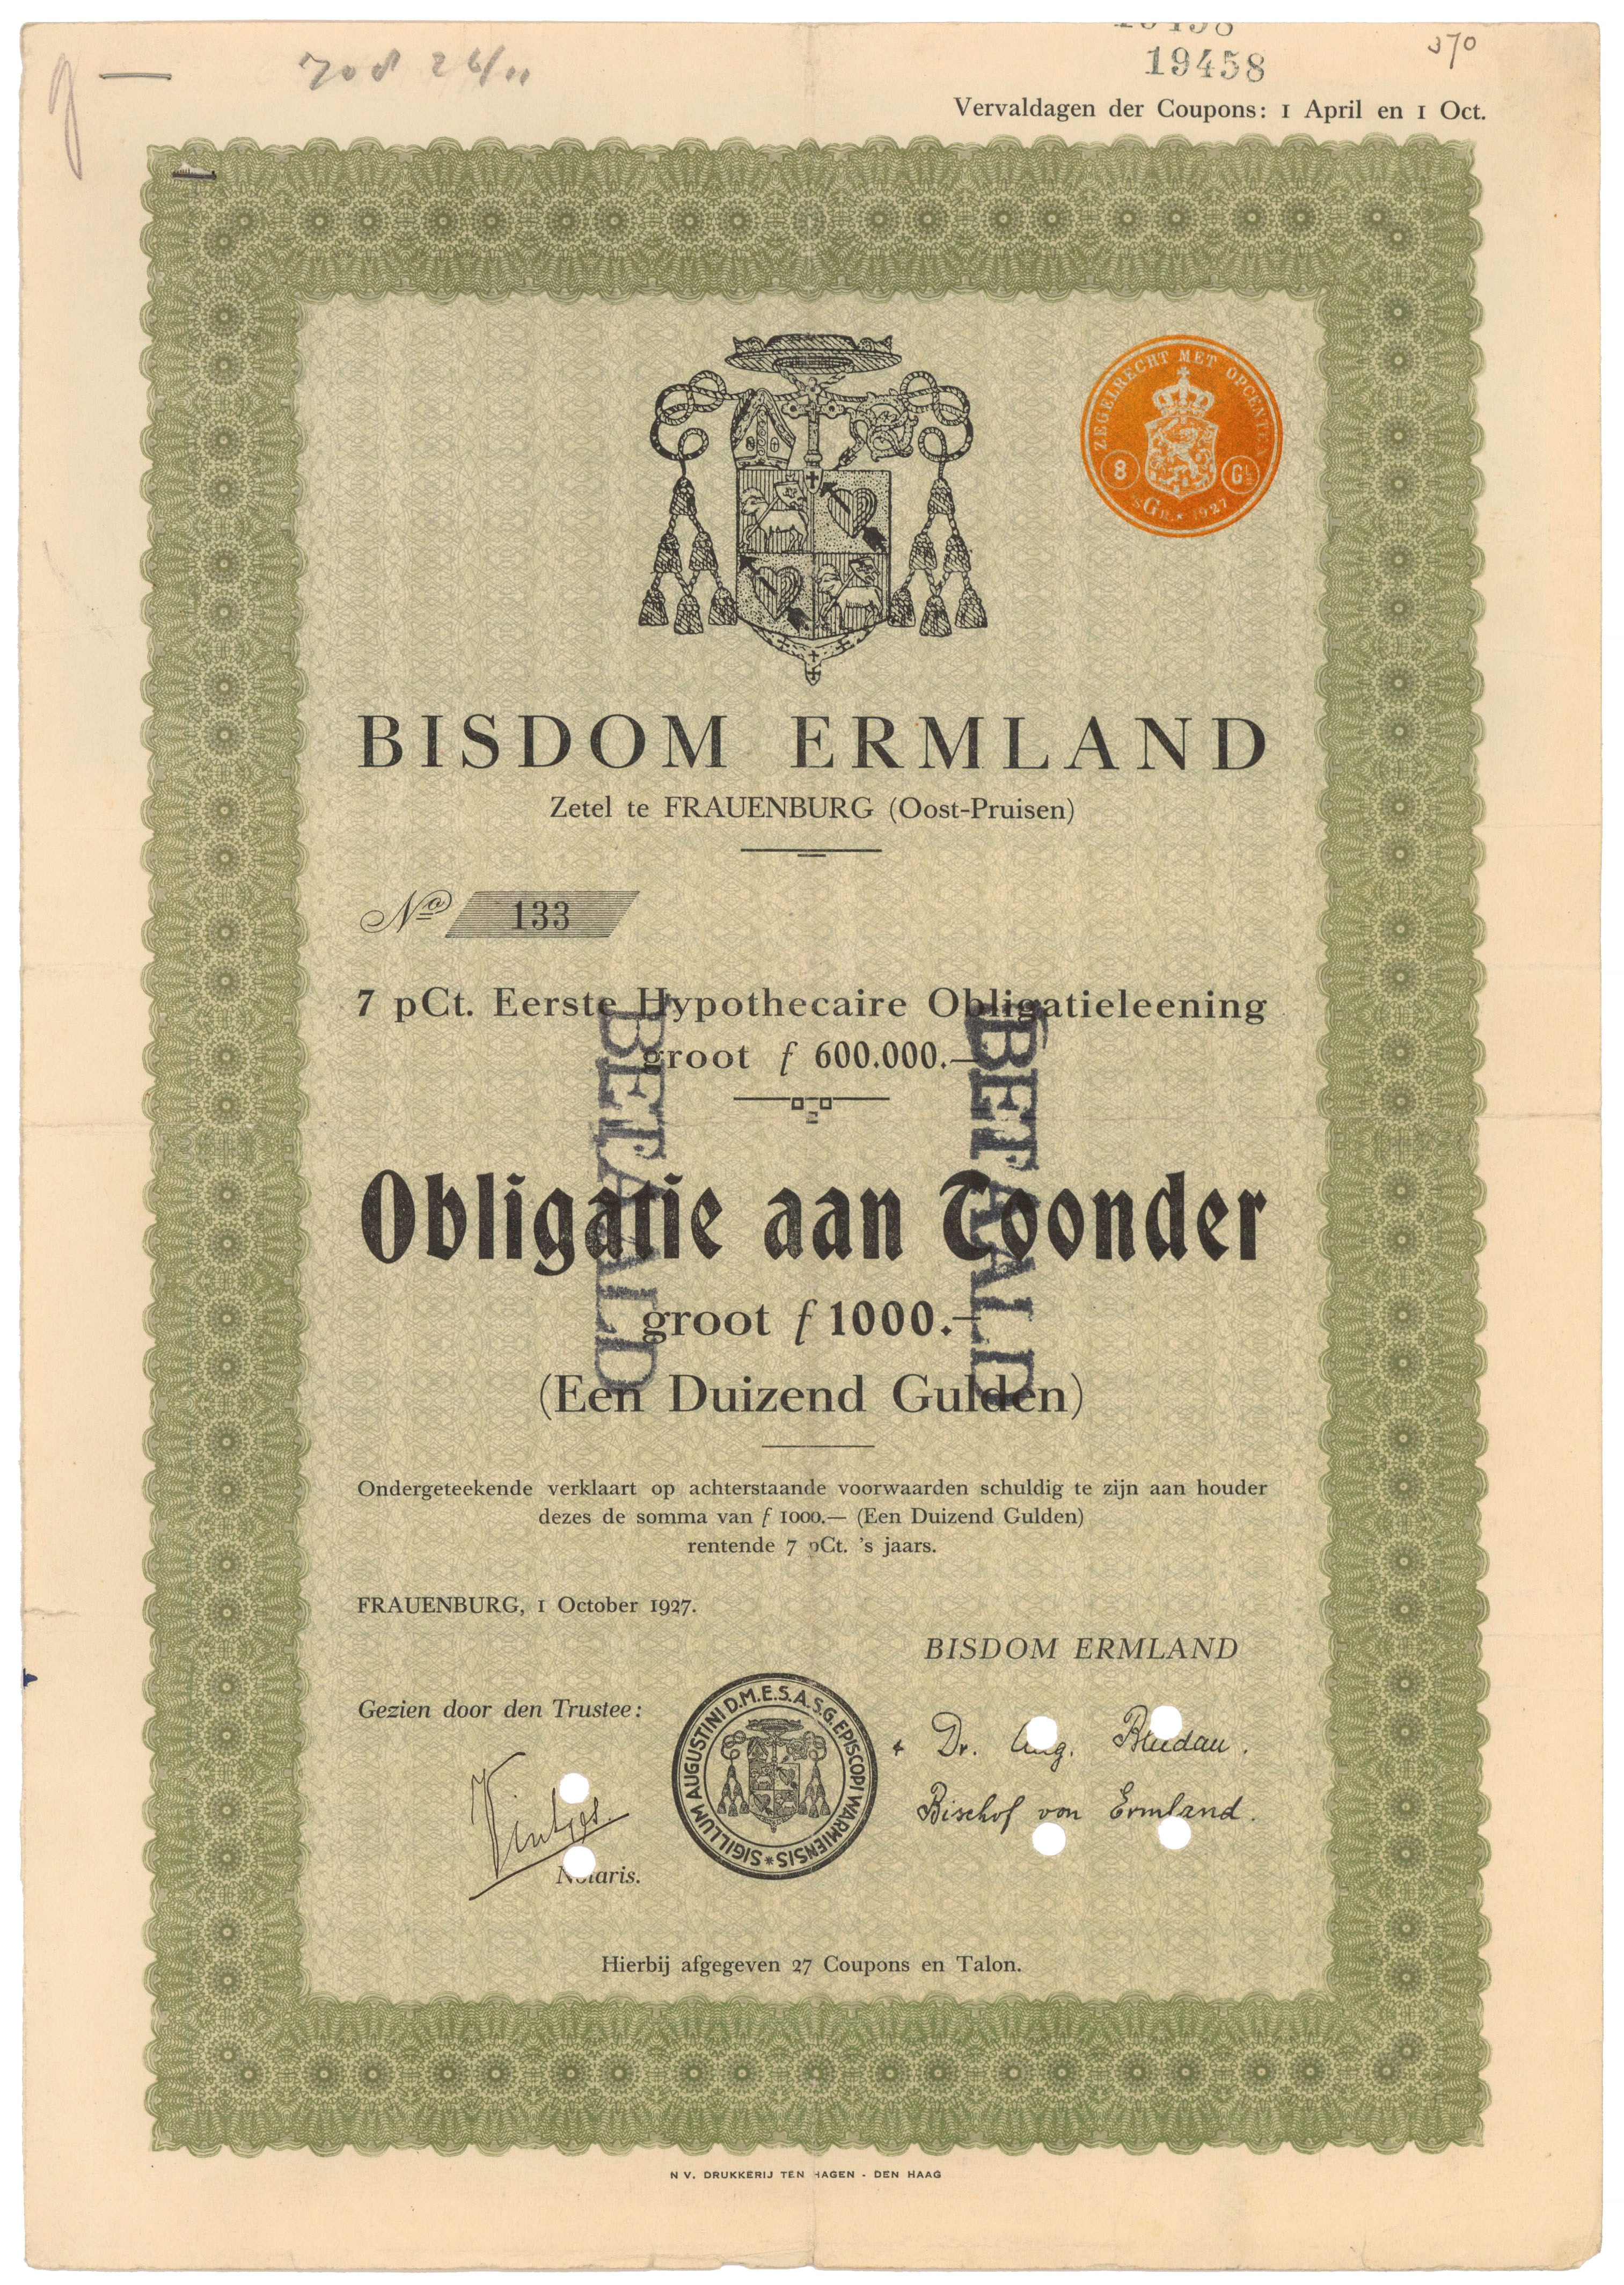 19458
370
Vervaldagen der Coupons: 1 April en 1 Oct.
ZEGELRECHT MET OPCENTEN
8 GL
'sGR. * 1927
BISDOM ERMLAND
Zetel te FRAUENBURG (Oost-Pruisen)
No 133
7 pCt. Eerste Hypothecaire Obligatieleening
groot ƒ 600.000.—
BETAALD
BETAALD
Obligatie aan Toonder
groot ƒ 1000.—
(Een Duizend Gulden)
Ondergeteekende verklaart op achterstaande voorwaarden schuldig te zijn aan houder
dezes de somma van ƒ 1000.— (Een Duizend Gulden)
rentende 7 pCt. 's jaars.
FRAUENBURG, 1 October 1927.
BISDOM ERMLAND
Gezien door den Trustee:
SIGILLUM AUGUSTINI D.M.E.S.A.S.G. EPISCOPI WARMIENSIS *
+ Dr. Aug. Bludau.
Bischof von Ermland.
Notaris.
Hierbij afgegeven 27 Coupons en Talon.
N V. DRUKKERIJ TEN HAGEN - DEN HAAG